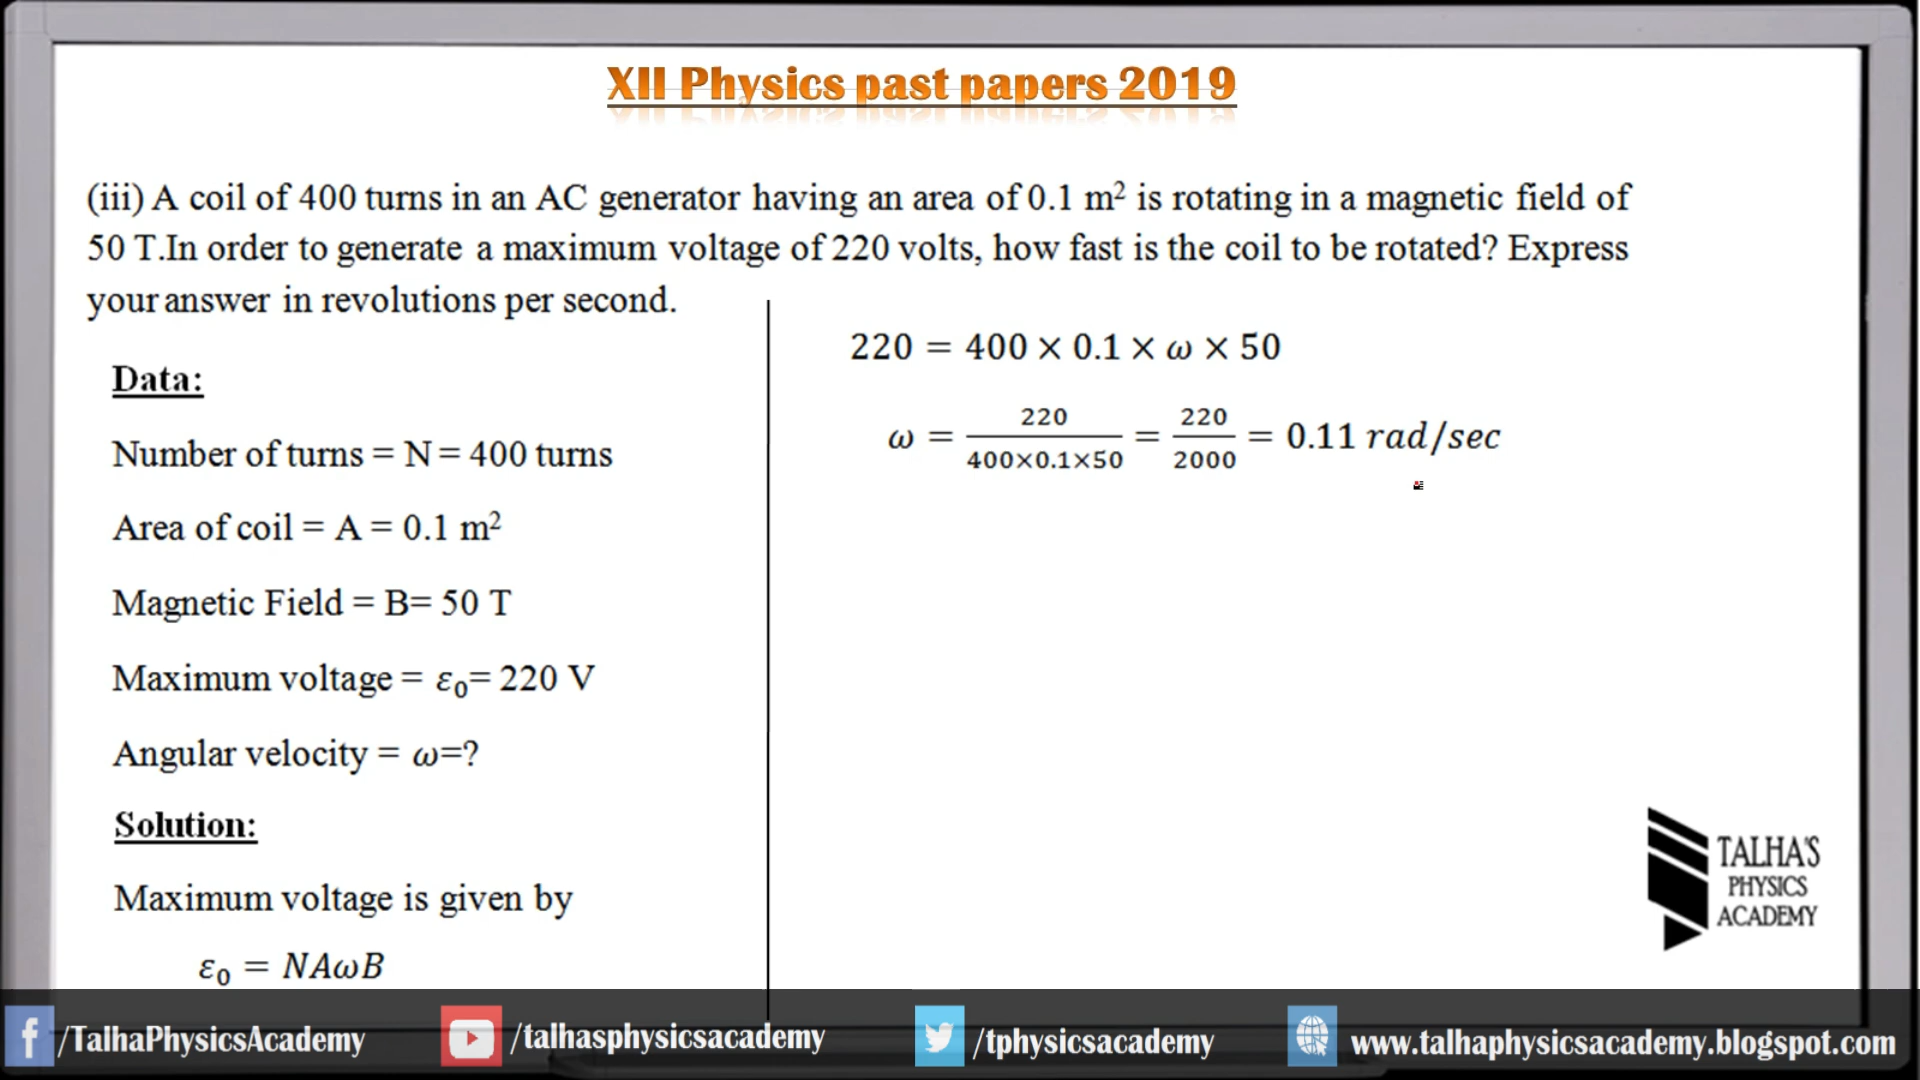 XII Physics past papers 2019
(iii) A coil of 400 turns in an AC generator having an area of 0.1 m² is rotating in a magnetic field of
50 T.In order to generate a maximum voltage of 220 volts, how fast is the coil to be rotated? Express
your answer in revolutions per second.
Data:
Number of turns = N = 400 turns
Area of coil = A = 0.1 m²
Magnetic Field = B= 50 T
Maximum voltage = ε₀= 220 V
Angular velocity = ω=?
Solution:
Maximum voltage is given by
ε₀ = NAωB
220 = 400 × 0.1 × ω × 50
ω = 220/400×0.1×50 = 220/2000 = 0.11 rad/sec
TALHA'S
PHYSICS
ACADEMY
/TalhaPhysicsAcademy
/talhasphysicsacademy
/tphysicsacademy
www.talhaphysicsacademy.blogspot.com